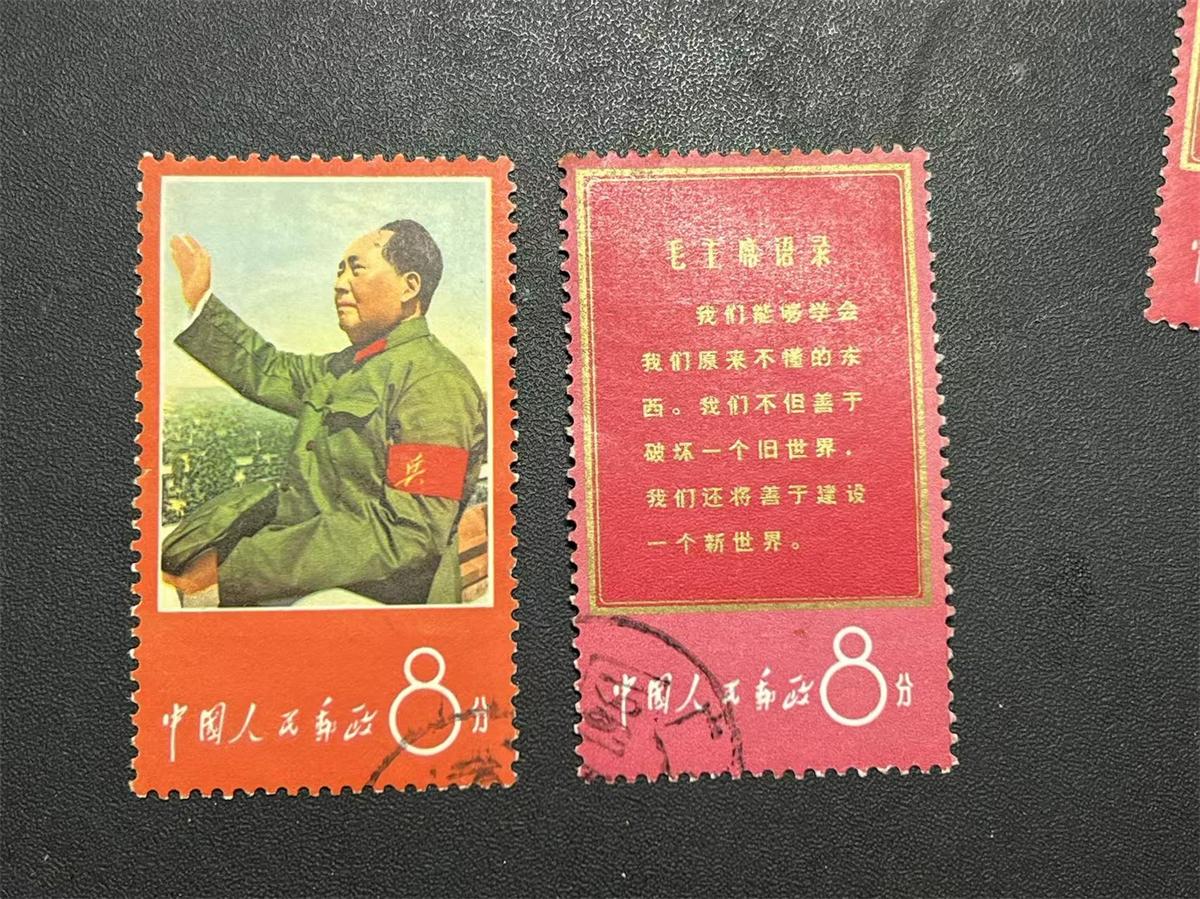 兵
中国人民邮政 8分
毛主席语录
我们能够学会
我们原来不懂的东
西。我们不但善于
破坏一个旧世界，
我们还将善于建设
一个新世界。
中国人民邮政 8分